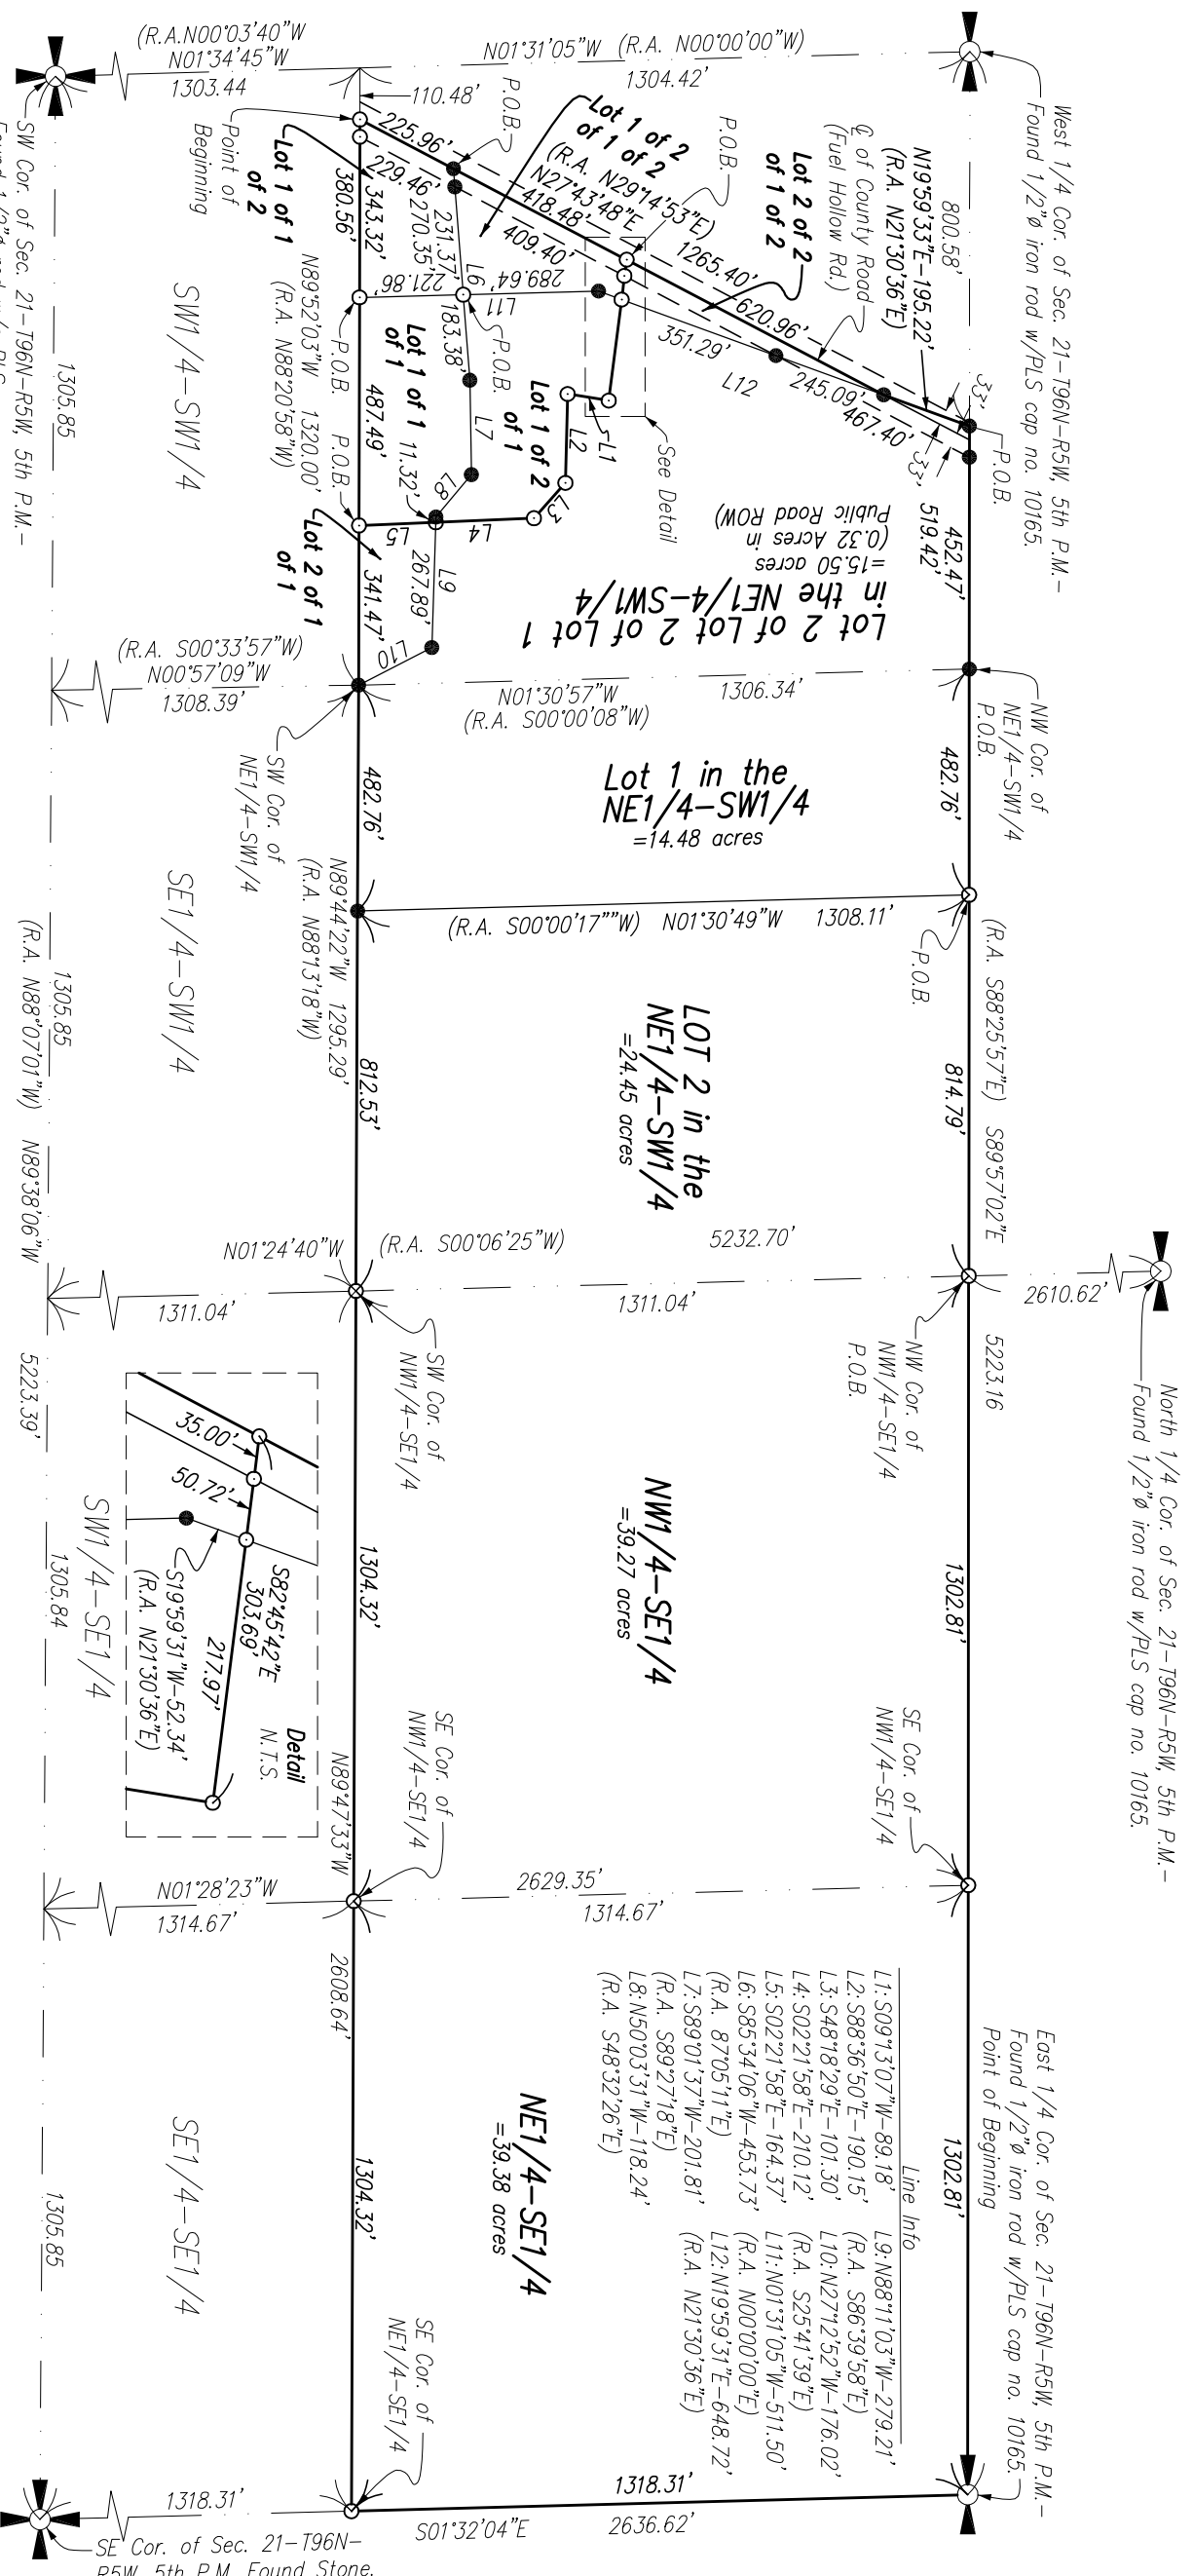 West 1/4 Cor. of Sec. 21-T96N-R5W, 5th P.M.-
Found 1/2"ø iron rod w/PLS cap no. 10165.
(R.A.N00°03'40"W
N01°34'45"W
1303.44
N01°31'05"W (R.A. N00°00'00"W)
1304.42'
110.48'
P.O.B.
225.96'
229.46'
Point of
Beginning
Lot 1 of 1
of 2
343.32'
380.56'
Lot 1 of 2
of 1 of 2
(R.A. N29°14'53"E)
N27°43'48"E
418.48'
409.40'
P.O.B.
Lot 2 of 2
of 1 of 2
℄ of County Road
(Fuel Hollow Rd.)
N19°59'33"E-195.22'
(R.A. N21°30'36"E)
800.58'
1265.40'
620.96'
351.29'
L12
245.09'
467.40'
33'
33'
P.O.B.
452.47'
519.42'
231.37'
270.35'
L6
289.64'
L11
221.86'
183.38'
P.O.B.
P.O.B.
P.O.B.
L7
L8
Lot 1 of 1
of 1
11.32'
Lot 1 of 2
of 1
L1
L2
L3
L4
L5
See Detail
487.49'
N89°52'03"W 1320.00'
(R.A. N88°20'58"W)
SW1/4-SW1/4
Lot 2 of 1
of 1
341.47'
L9
267.89'
L10
Lot 2 of Lot 2 of Lot 1
in the NE1/4-SW1/4
=15.50 acres
(0.32 Acres in
Public Road ROW)
SW Cor. of Sec. 21-T96N-R5W, 5th P.M.-
1305.85
(R.A. S00°33'57"W)
N00°57'09"W
1308.39'
N01°30'57"W
1306.34'
(R.A. S00°00'08"W)
SW Cor. of
NE1/4-SW1/4
NW Cor. of
NE1/4-SW1/4
P.O.B.
482.76'
Lot 1 in the
NE1/4-SW1/4
=14.48 acres
482.76'
N89°44'22"W 1295.29'
(R.A. N88°13'18"W)
(R.A. S00°00'17""W) N01°30'49"W 1308.11'
P.O.B.
(R.A. S88°25'57"E) S89°57'02"E
SE1/4-SW1/4
1305.85
(R.A. N88°07'01"W) N89°38'06"W
LOT 2 in the
NE1/4-SW1/4
=24.45 acres
814.79'
812.53'
N01°24'40"W
1311.04'
(R.A. S00°06'25"W)
5232.70'
1311.04'
2610.62'
North 1/4 Cor. of Sec. 21-T96N-R5W, 5th P.M.-
Found 1/2"ø iron rod w/PLS cap no. 10165.
SW Cor. of
NW1/4-SE1/4
NW Cor. of
NW1/4-SE1/4
P.O.B.
5223.16
5223.39'
NW1/4-SE1/4
=39.27 acres
1302.81'
1304.32'
SW1/4-SE1/4
1305.84
35.00'
50.72'
S82°45'42"E
303.69'
217.97'
S19°59'31"W-52.34'
(R.A. N21°30'36"E)
Detail
N.T.S.
N89°47'33"W
SE Cor. of
NW1/4-SE1/4
SE Cor. of
NW1/4-SE1/4
N01°28'23"W
1314.67'
2629.35'
1314.67'
2608.64'
East 1/4 Cor. of Sec. 21-T96N-R5W, 5th P.M.-
Found 1/2"ø iron rod w/PLS cap no. 10165.
Point of Beginning
Line Info
L1:S09°13'07"W-89.18'
L2:S88°36'50"E-190.15'
L3:S48°18'29"E-101.30'
L4:S02°21'58"E-210.12'
L5:S02°21'58"E-164.37'
L6:S85°34'06"W-453.73'
(R.A. 87°05'11"E)
L7:S89°01'37"W-201.81'
(R.A. S89°27'18"E)
L8:N50°03'31"W-118.24'
(R.A. S48°32'26"E)
L9:N88°11'03"W-279.21'
(R.A. S86°39'58"E)
L10:N27°12'52"W-176.02'
(R.A. S25°41'39"E)
L11:N01°31'05"W-511.50'
(R.A. N00°00'00"E)
L12:N19°59'31"E-648.72'
(R.A. N21°30'36"E)
1302.81'
NE1/4-SE1/4
=39.38 acres
1304.32'
SE1/4-SE1/4
1305.85
SE Cor. of
NE1/4-SE1/4
1318.31'
1318.31'
S01°32'04"E
2636.62'
SE Cor. of Sec. 21-T96N-
R5W, 5th P.M. Found Stone.